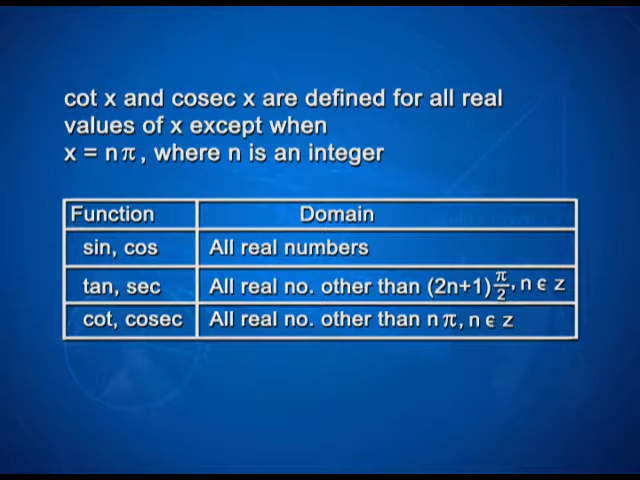 cot x and cosec x are defined for all real
values of x except when
x = nπ, where n is an integer
Function Domain
sin, cos All real numbers
tan, sec All real no. other than (2n+1)π/2, n ∈ z
cot, cosec All real no. other than nπ, n ∈ z